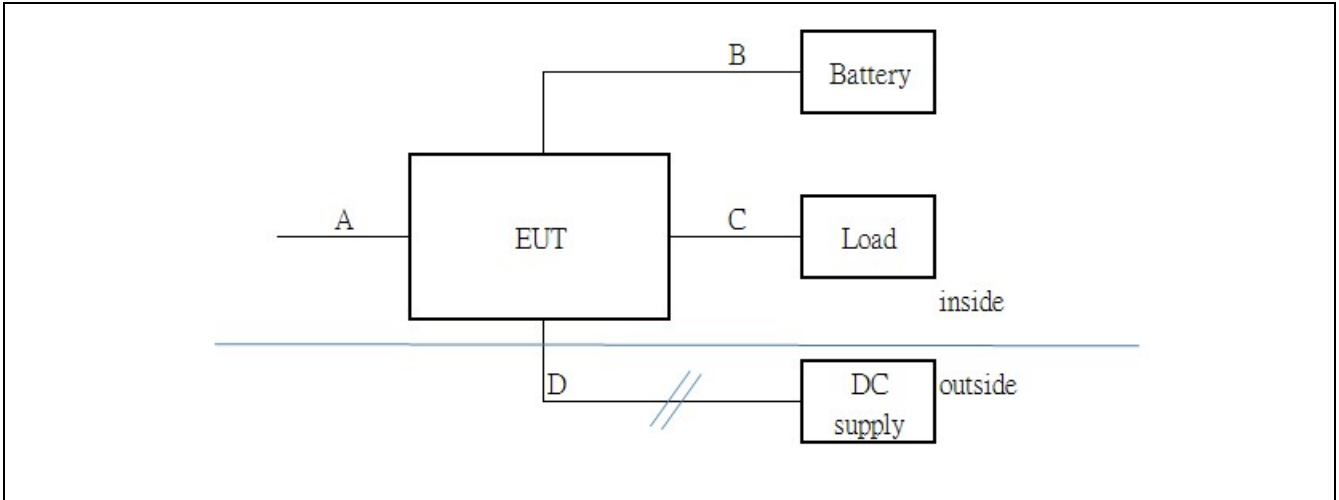 B
Battery
A
EUT
C
Load
inside
D
DC
supply
outside